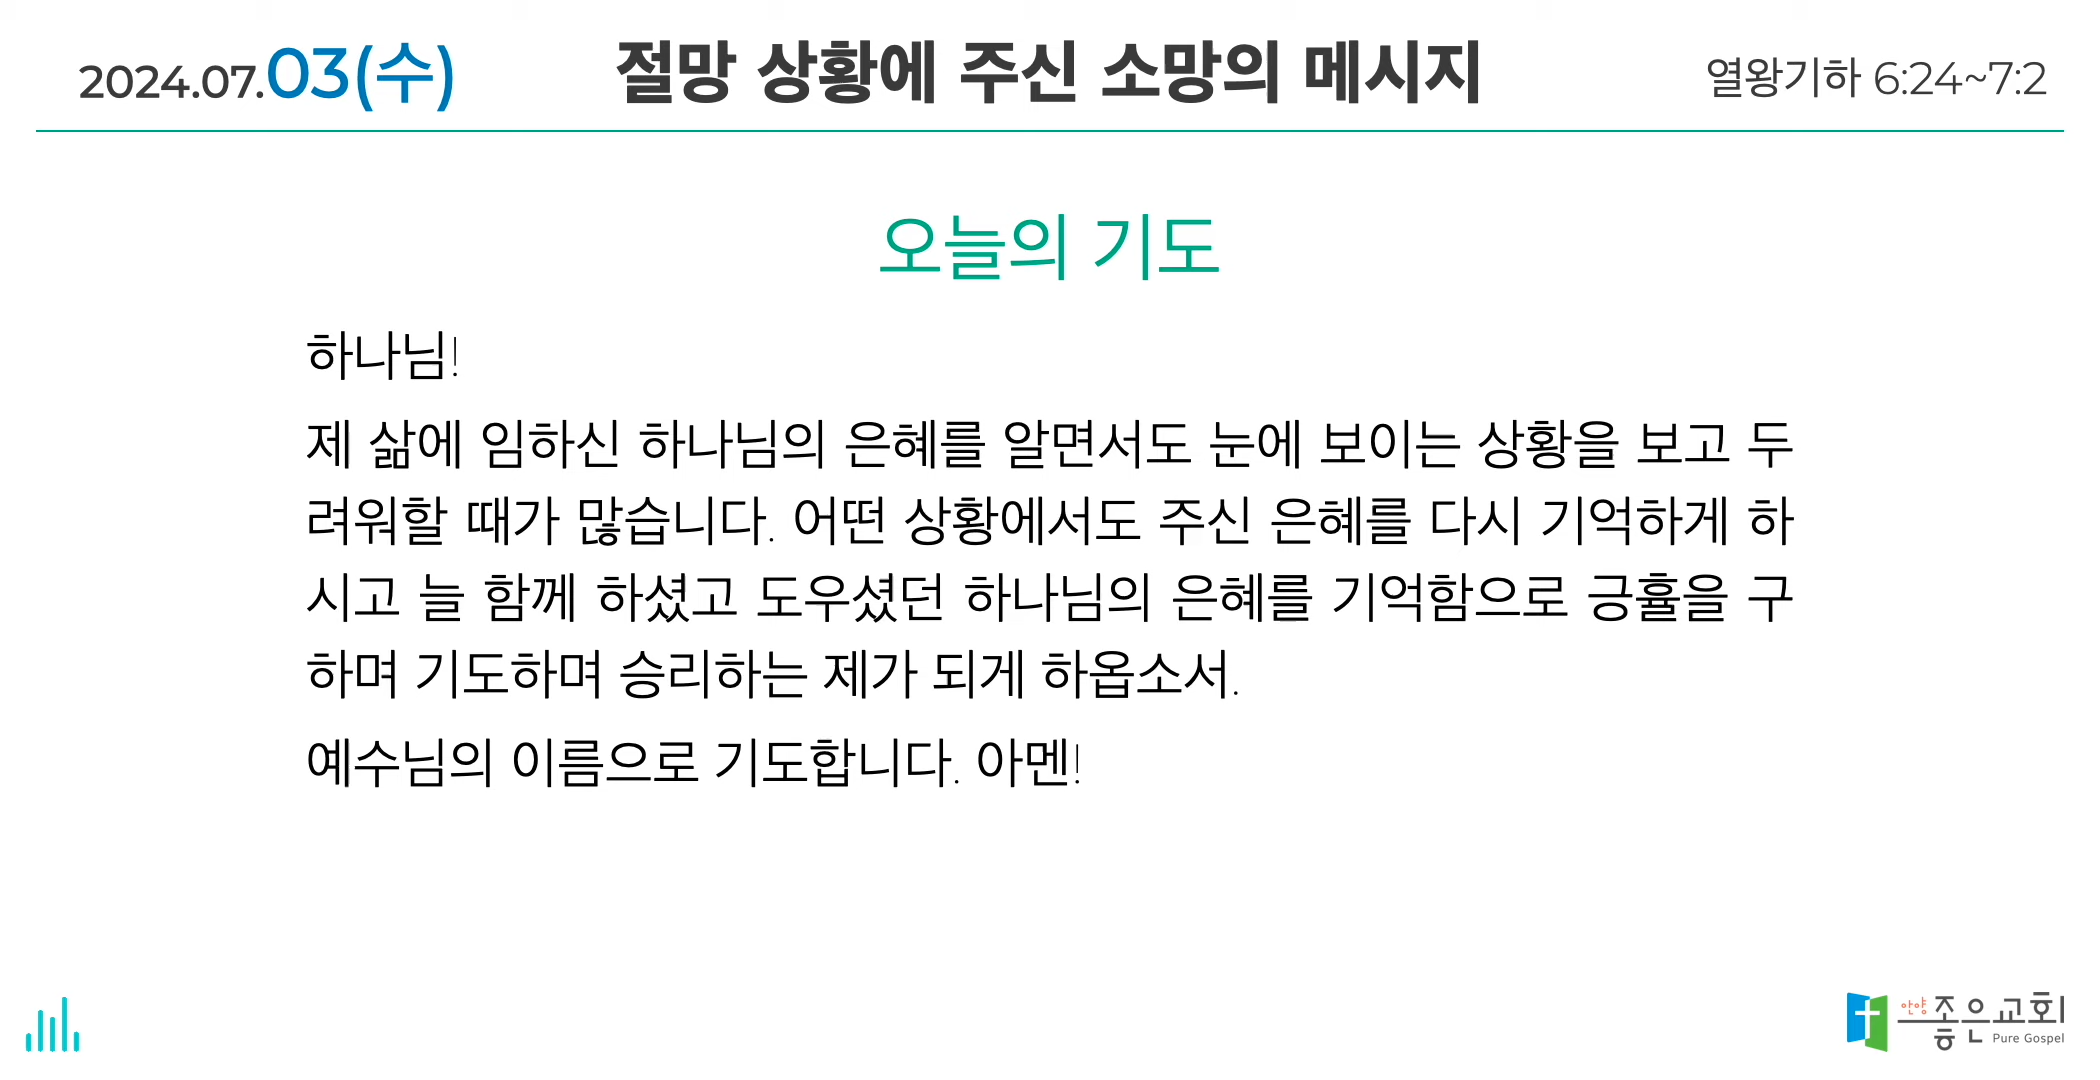 2024.07.03(수)
절망 상황에 주신 소망의 메시지
열왕기하 6:24~7:2
오늘의 기도
하나님!
제 삶에 임하신 하나님의 은혜를 알면서도 눈에 보이는 상황을 보고 두
려워할 때가 많습니다. 어떤 상황에서도 주신 은혜를 다시 기억하게 하
시고 늘 함께 하셨고 도우셨던 하나님의 은혜를 기억함으로 긍휼을 구
하며 기도하며 승리하는 제가 되게 하옵소서.
예수님의 이름으로 기도합니다. 아멘!
안양 좋은교회
Pure Gospel